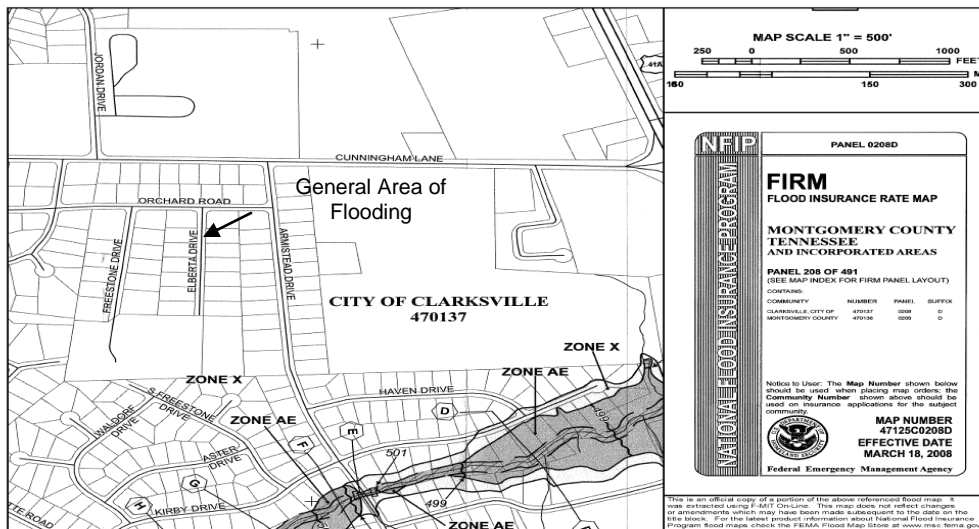 JORDAN DRIVE
CUNNINGHAM LANE
General Area of
Flooding
ORCHARD ROAD
FREESTONE DRIVE
ELBERTA DRIVE
ARMISTEAD DRIVE
CITY OF CLARKSVILLE
470137
ZONE X
ZONE AE
ZONE X
HAVEN DRIVE
S. FREESTONE
DRIVE
WALDORF
DRIVE
ZONE AE
D
E
F
ASTER
DRIVE
501
G
H
KIRBY DRIVE
499
499
ZONE AE
MAP SCALE 1" = 500'
250 0 500 1000
FEET
150 300
NFIP
NATIONAL FLOOD INSURANCE PROGRAM
PANEL 0208D
FIRM
FLOOD INSURANCE RATE MAP
MONTGOMERY COUNTY
TENNESSEE
AND INCORPORATED AREAS
PANEL 208 OF 491
(SEE MAP INDEX FOR FIRM PANEL LAYOUT)
CONTAINS:
COMMUNITY NUMBER PANEL SUFFIX
CLARKSVILLE, CITY OF 470137 0208 D
MONTGOMERY COUNTY 470136 0208 D
Notice to User: The Map Number shown below
should be used when placing map orders; the
Community Number shown above should be
used on insurance applications for the subject
community.
MAP NUMBER
47125C0208D
EFFECTIVE DATE
MARCH 18, 2008
Federal Emergency Management Agency
This is an official copy of a portion of the above referenced flood map. It
was extracted using F-MIT On-Line. This map does not reflect changes
or amendments which may have been made subsequent to the date on the
title block. For the latest product information about National Flood Insurance
Program flood maps check the FEMA Flood Map Store at www.msc.fema.gov